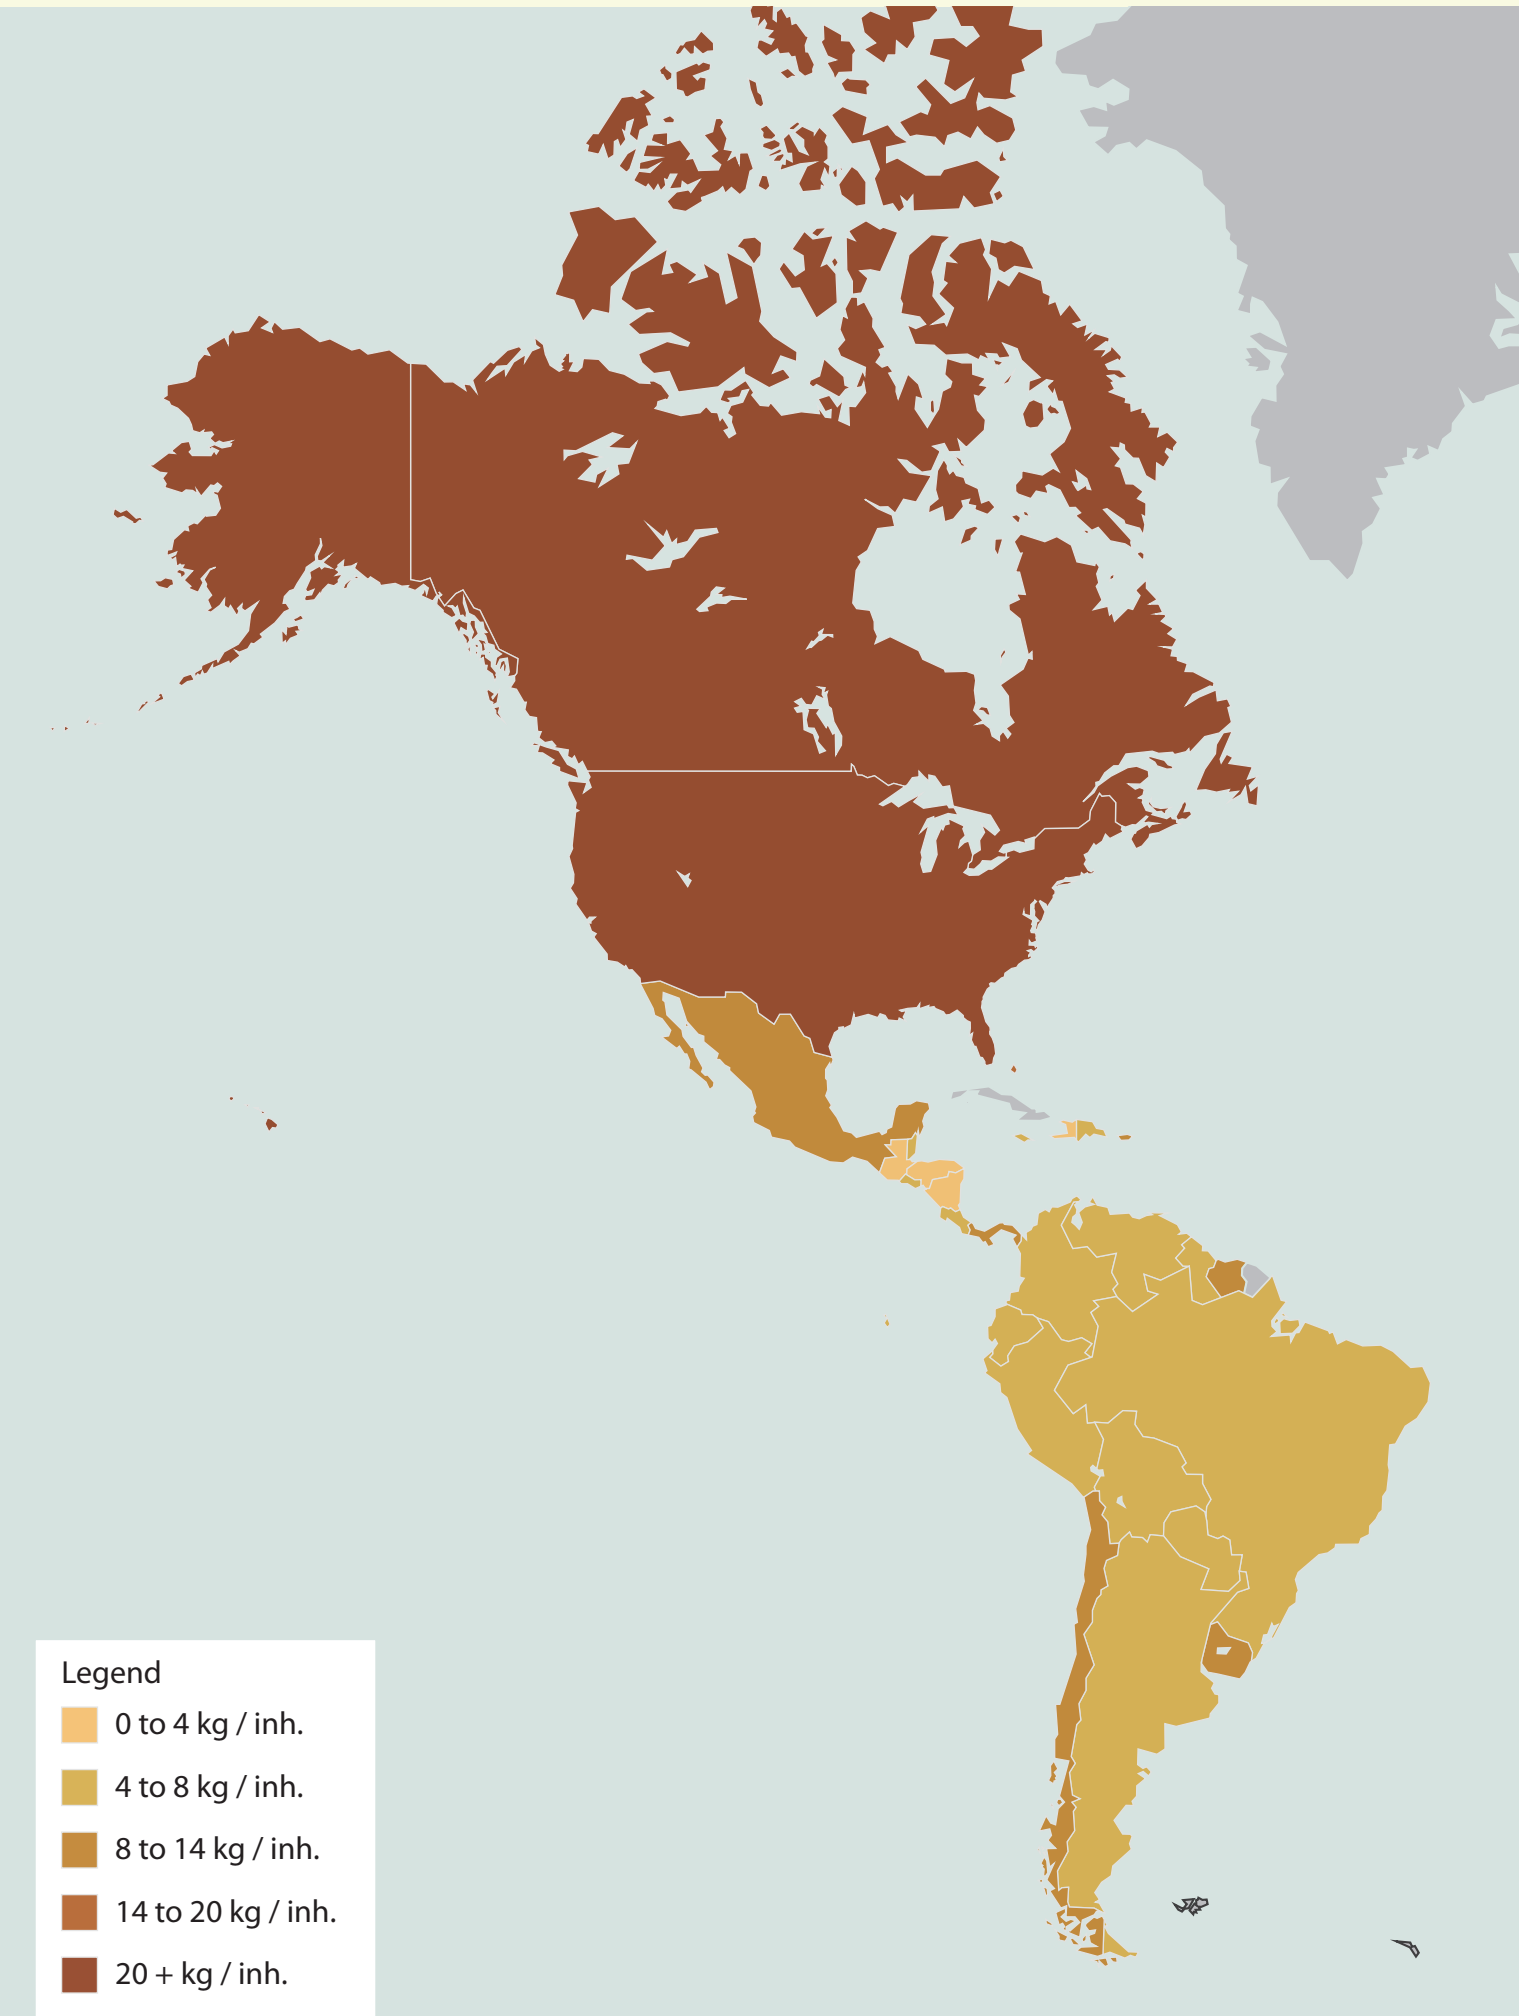 Legend
0 to 4 kg / inh.
4 to 8 kg / inh.
8 to 14 kg / inh.
14 to 20 kg / inh.
20 + kg / inh.